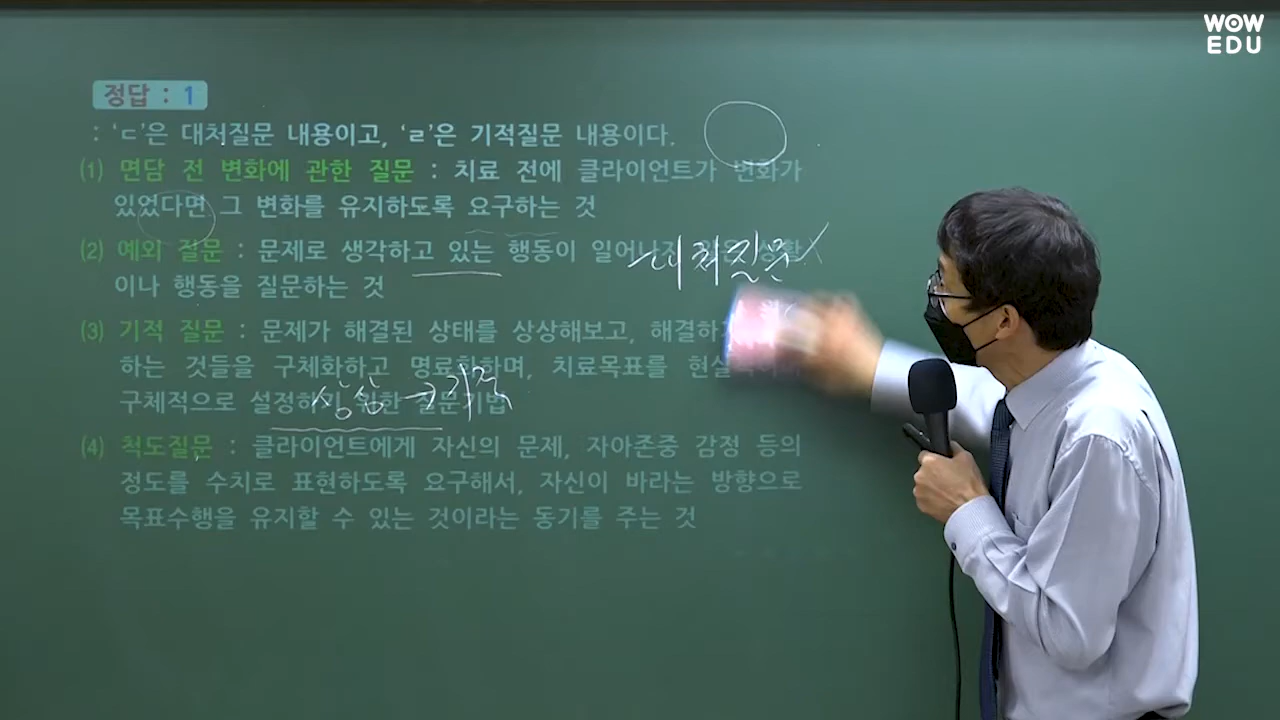 WOW
EDU
정답 : 1
: ‘ㄷ’은 대처질문 내용이고, ‘ㄹ’은 기적질문 내용이다.
(1) 면담 전 변화에 관한 질문 : 치료 전에 클라이언트가 변화가
있었다면 그 변화를 유지하도록 요구하는 것
(2) 예외 질문 : 문제로 생각하고 있는 행동이 일어나지 않은 상황
이나 행동을 질문하는 것
대처질문
(3) 기적 질문 : 문제가 해결된 상태를 상상해보고, 해결하기
하는 것들을 구체화하고 명료화하며, 치료목표를
구체적으로 설정하기 위한 질문기법
상상
(4) 척도질문 : 클라이언트에게 자신의 문제, 자아존중 감정 등의
정도를 수치로 표현하도록 요구해서, 자신이 바라는 방향으로
목표수행을 유지할 수 있는 것이라는 동기를 주는 것